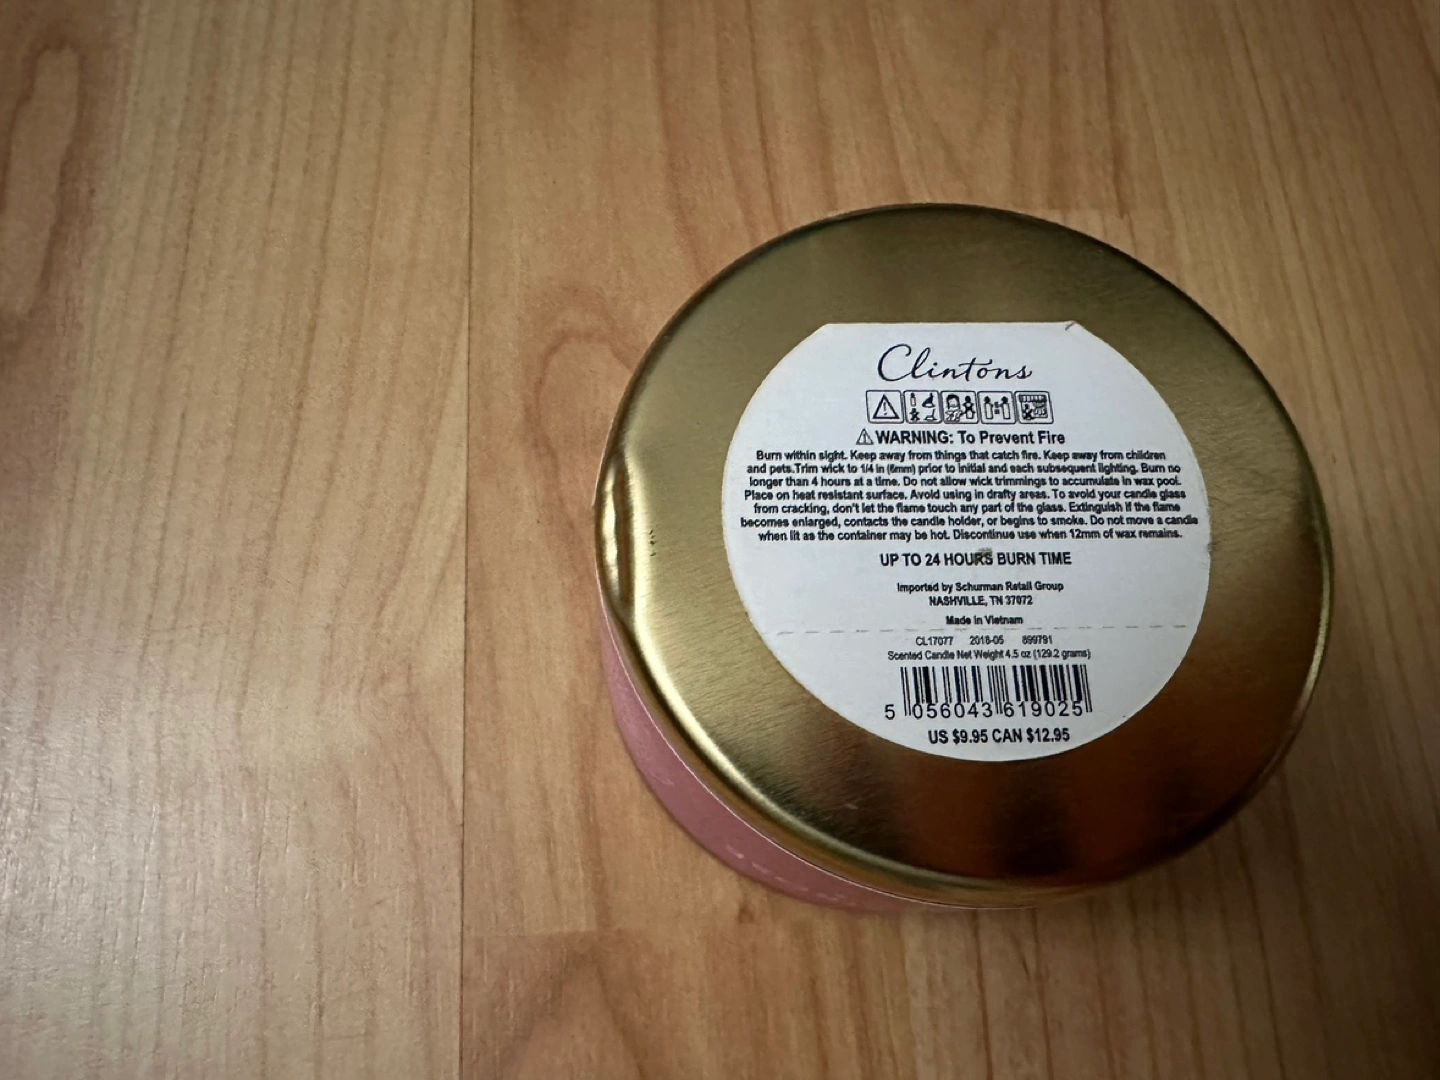 Clintons
WARNING: To Prevent Fire
Burn within sight. Keep away from things that catch fire. Keep away from children
and pets.Trim wick to 1/4 in (6mm) prior to initial and each subsequent lighting. Burn no
longer than 4 hours at a time. Do not allow wick trimmings to accumulate in wax pool.
Place on heat resistant surface. Avoid using in drafty areas. To avoid your candle glass
from cracking, don't let the flame touch any part of the glass. Extinguish if the flame
becomes enlarged, contacts the candle holder, or begins to smoke. Do not move a candle
when lit as the container may be hot. Discontinue use when 12mm of wax remains.
UP TO 24 HOURS BURN TIME
Imported by Schurman Retail Group
NASHVILLE, TN 37072
Made in Vietnam
CL17077 2018-05 899791
Scented Candle Net Weight 4.5 oz (129.2 grams)
5 056043 619025
US $9.95 CAN $12.95